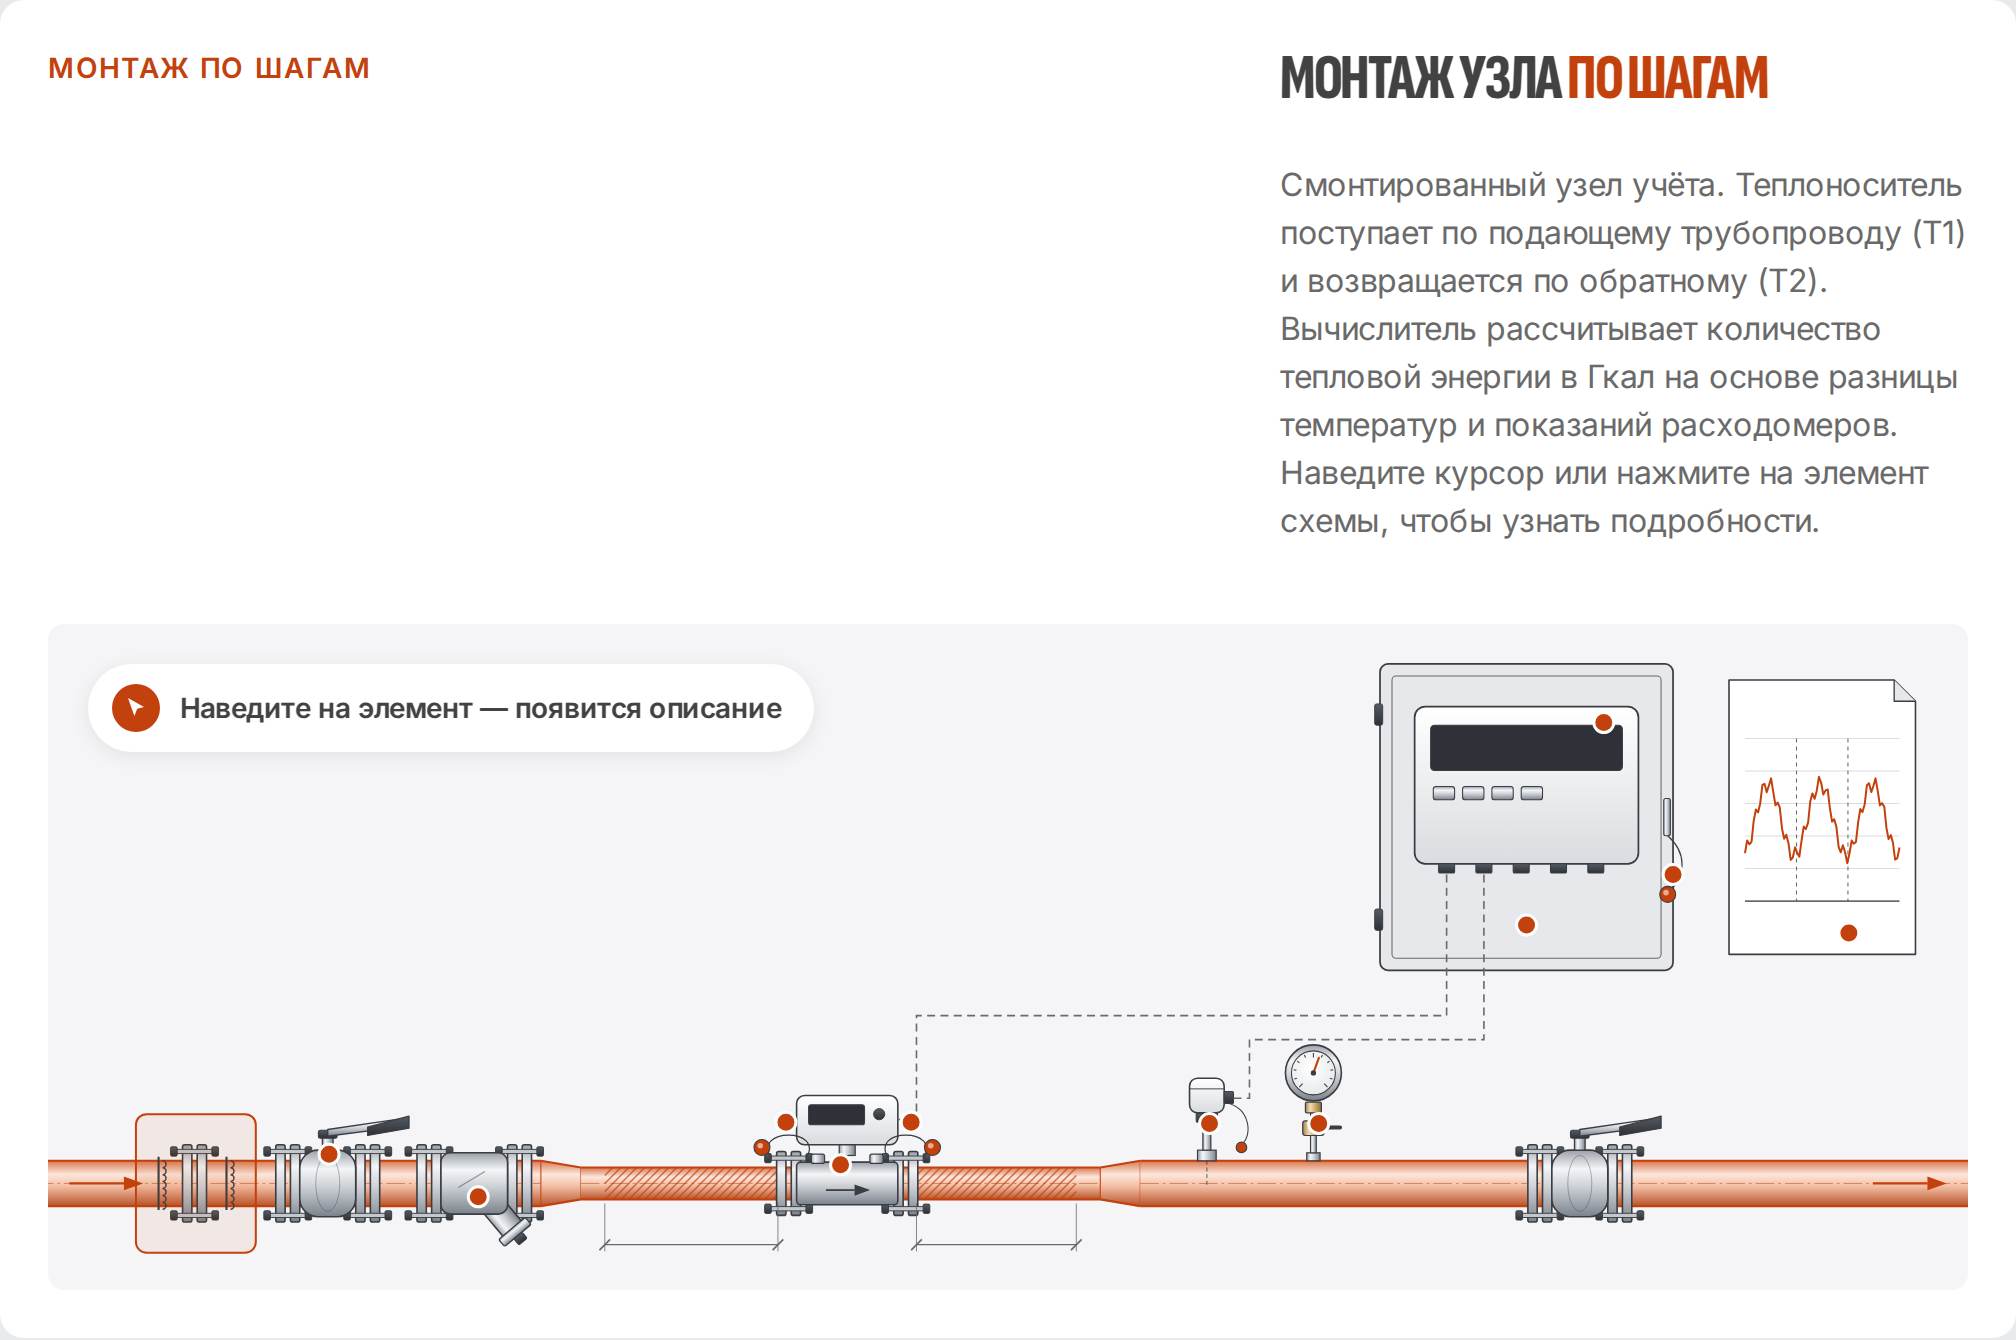 МОНТАЖ ПО ШАГАМ
МОНТАЖ УЗЛА ПО ШАГАМ
Смонтированный узел учёта. Теплоноситель
поступает по подающему трубопроводу (Т1)
и возвращается по обратному (Т2).
Вычислитель рассчитывает количество
тепловой энергии в Гкал на основе разницы
температур и показаний расходомеров.
Наведите курсор или нажмите на элемент
схемы, чтобы узнать подробности.
Наведите на элемент — появится описание